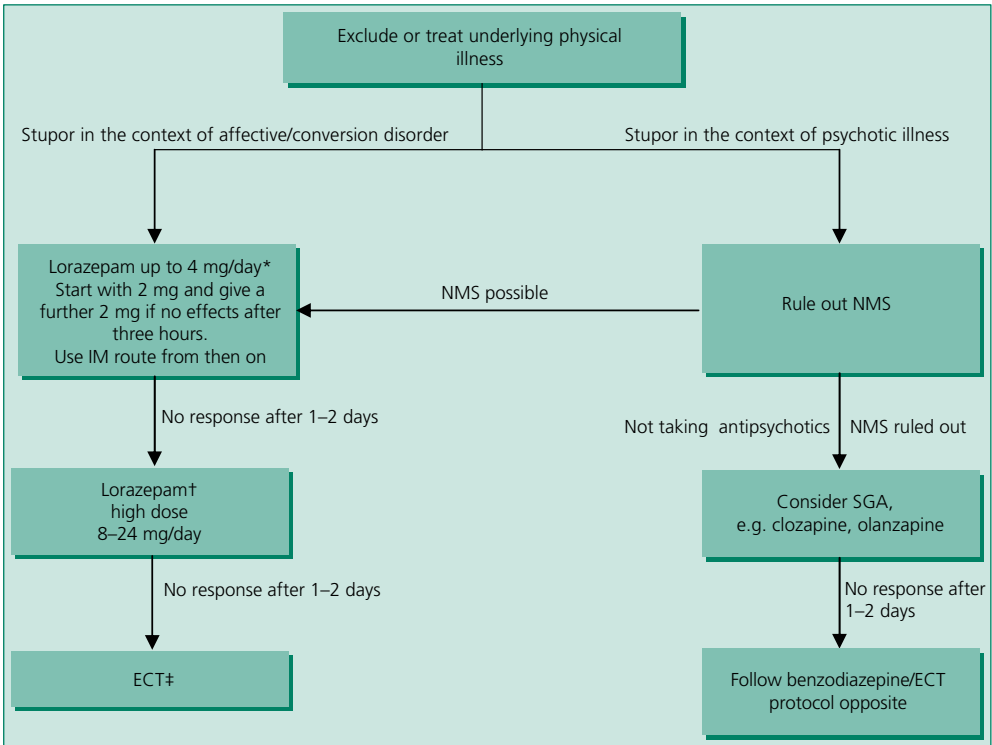 Exclude or treat underlying physical
illness
Stupor in the context of affective/conversion disorder
Stupor in the context of psychotic illness
Lorazepam up to 4 mg/day*
Start with 2 mg and give a
further 2 mg if no effects after
three hours.
Use IM route from then on
NMS possible
Rule out NMS
No response after 1–2 days
Not taking antipsychotics
NMS ruled out
Lorazepam†
high dose
8–24 mg/day
Consider SGA,
e.g. clozapine, olanzapine
No response after 1–2 days
No response after
1–2 days
ECT‡
Follow benzodiazepine/ECT
protocol opposite